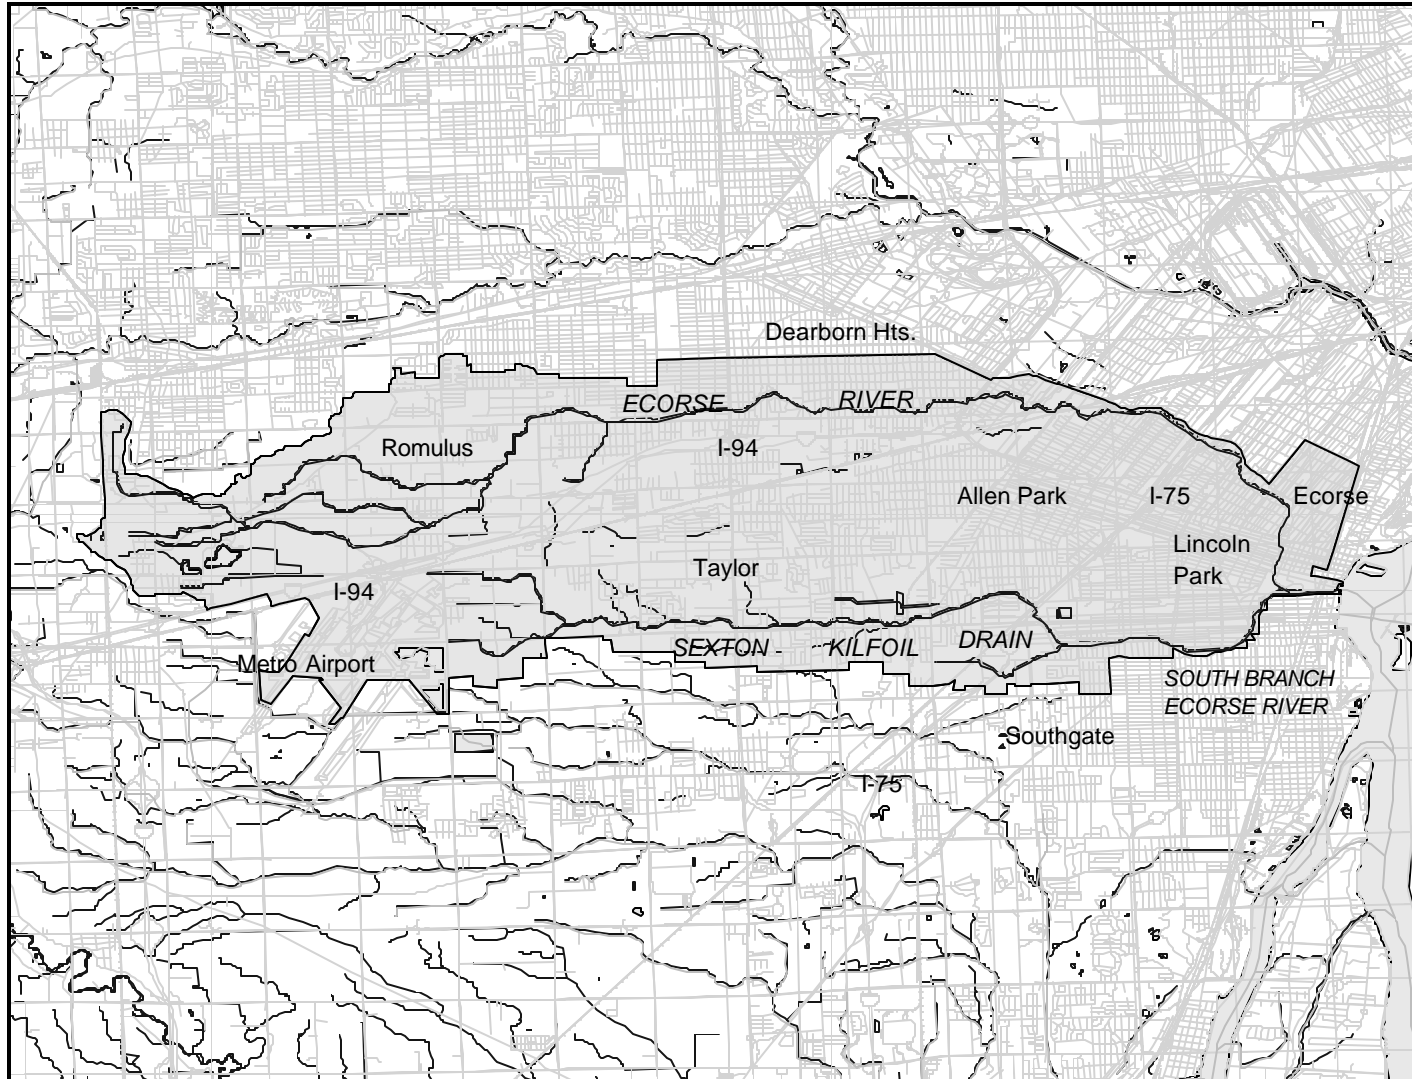 Dearborn Hts.
ECORSE RIVER
Romulus
I-94
Allen Park
I-75
Ecorse
Lincoln
Park
Taylor
I-94
SEXTON KILFOIL DRAIN
Metro Airport
SOUTH BRANCH
ECORSE RIVER
Southgate
I-75